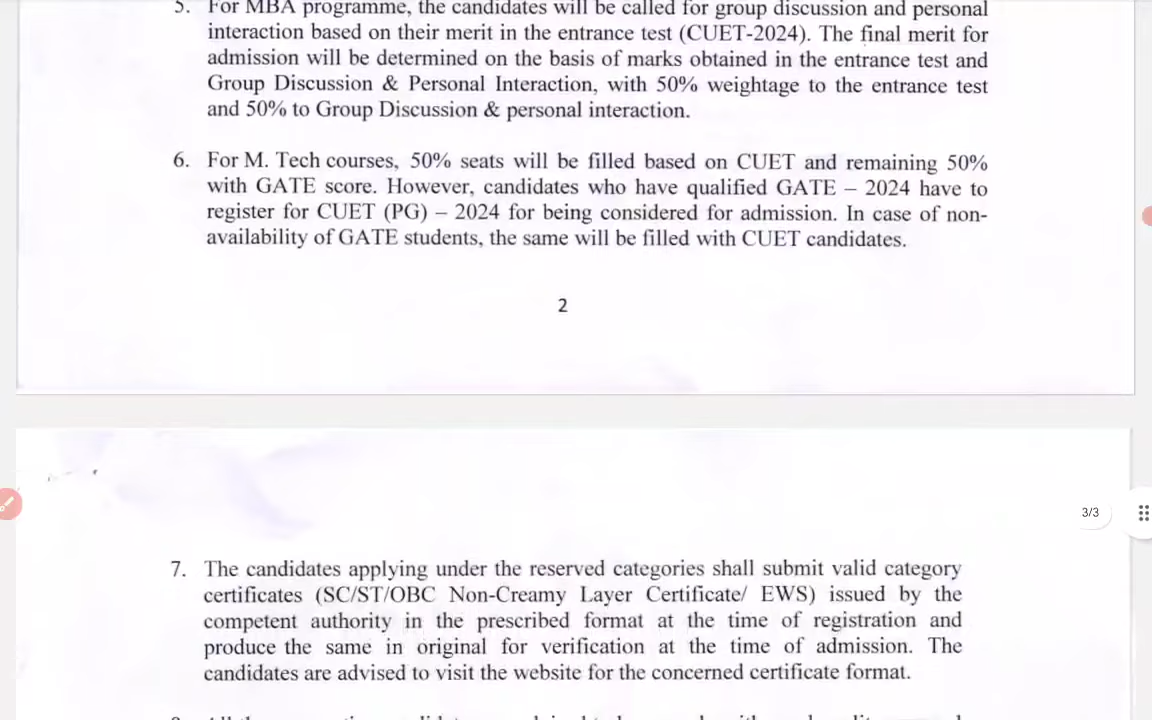 5. For MBA programme, the candidates will be called for group discussion and personal
interaction based on their merit in the entrance test (CUET-2024). The final merit for
admission will be determined on the basis of marks obtained in the entrance test and
Group Discussion & Personal Interaction, with 50% weightage to the entrance test
and 50% to Group Discussion & personal interaction.
6. For M. Tech courses, 50% seats will be filled based on CUET and remaining 50%
with GATE score. However, candidates who have qualified GATE – 2024 have to
register for CUET (PG) – 2024 for being considered for admission. In case of non-
availability of GATE students, the same will be filled with CUET candidates.
2
3/3
7. The candidates applying under the reserved categories shall submit valid category
certificates (SC/ST/OBC Non-Creamy Layer Certificate/ EWS) issued by the
competent authority in the prescribed format at the time of registration and
produce the same in original for verification at the time of admission. The
candidates are advised to visit the website for the concerned certificate format.